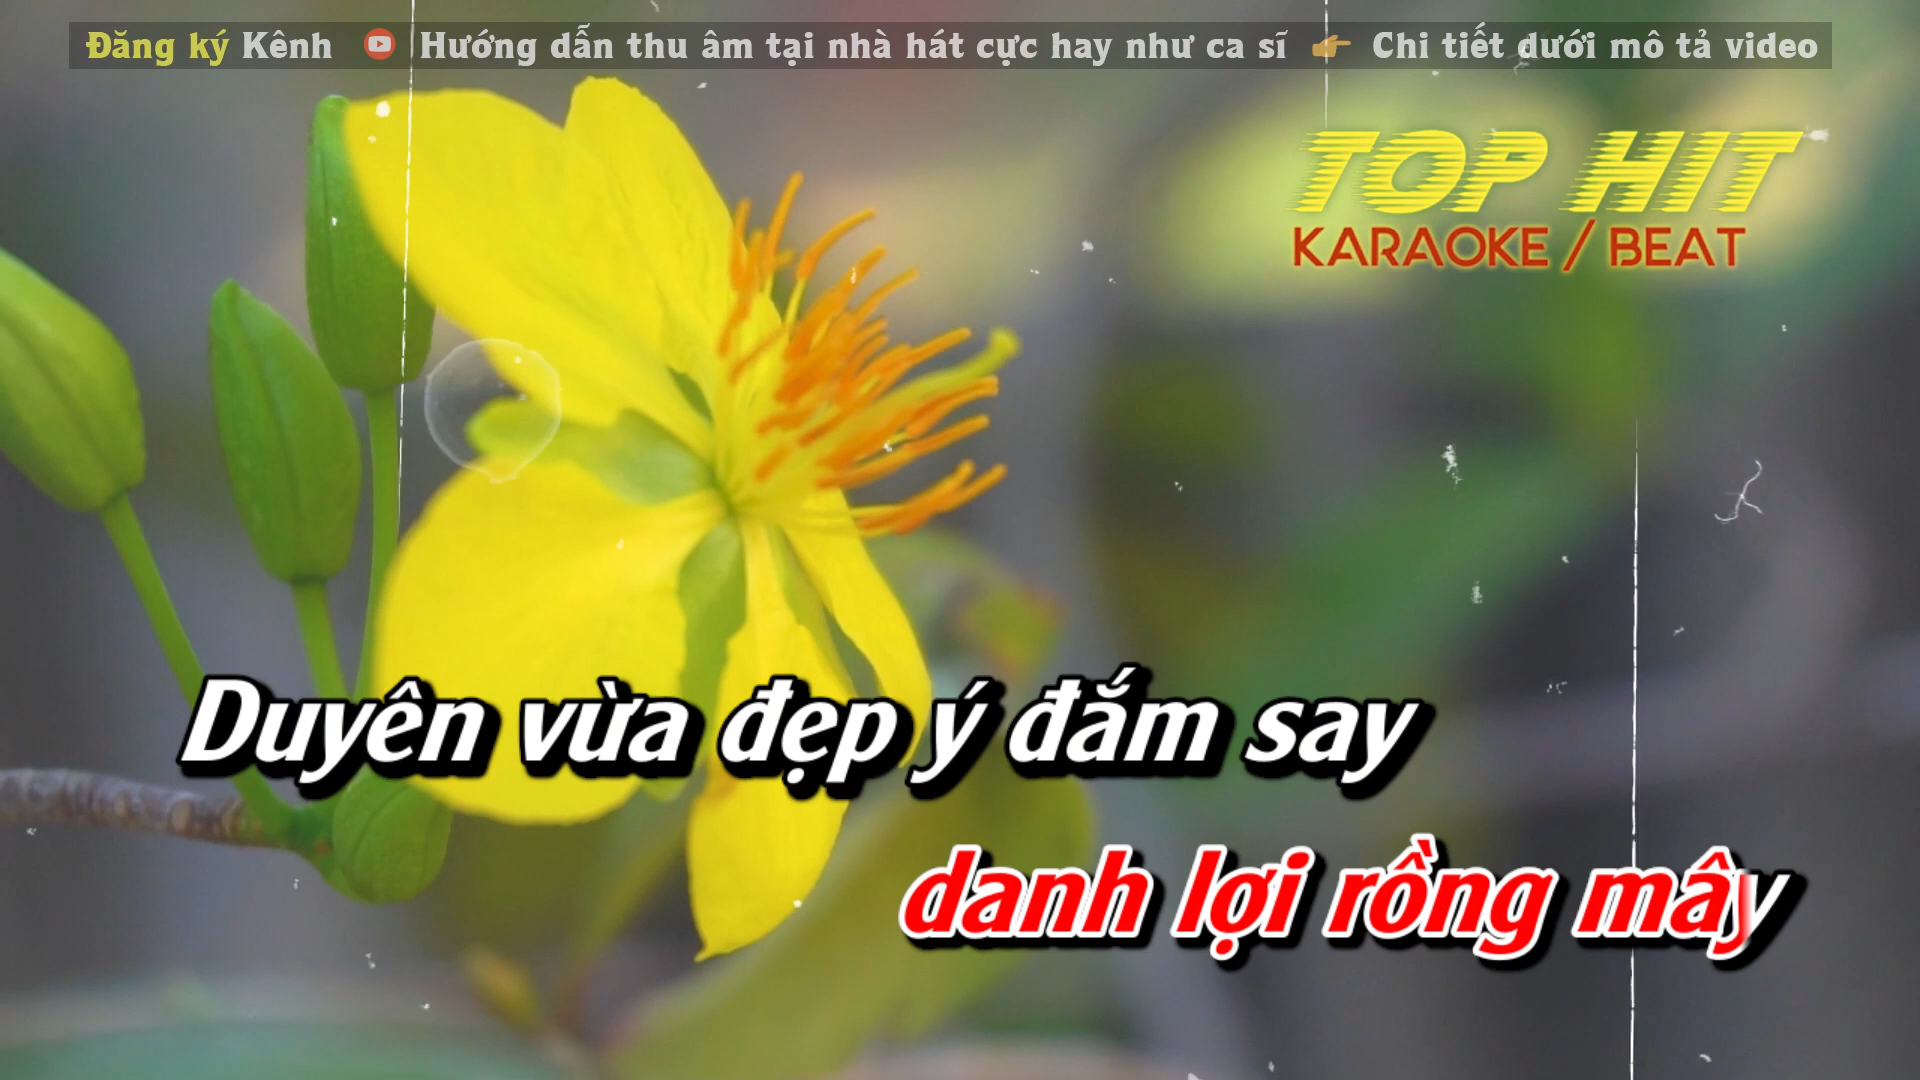 Đăng ký Kênh Hướng dẫn thu âm tại nhà hát cực hay như ca sĩ Chi tiết dưới mô tả video
TOP HIT
KARAOKE / BEAT
Duyên vừa đẹp ý đắm say
danh lợi rồng mây